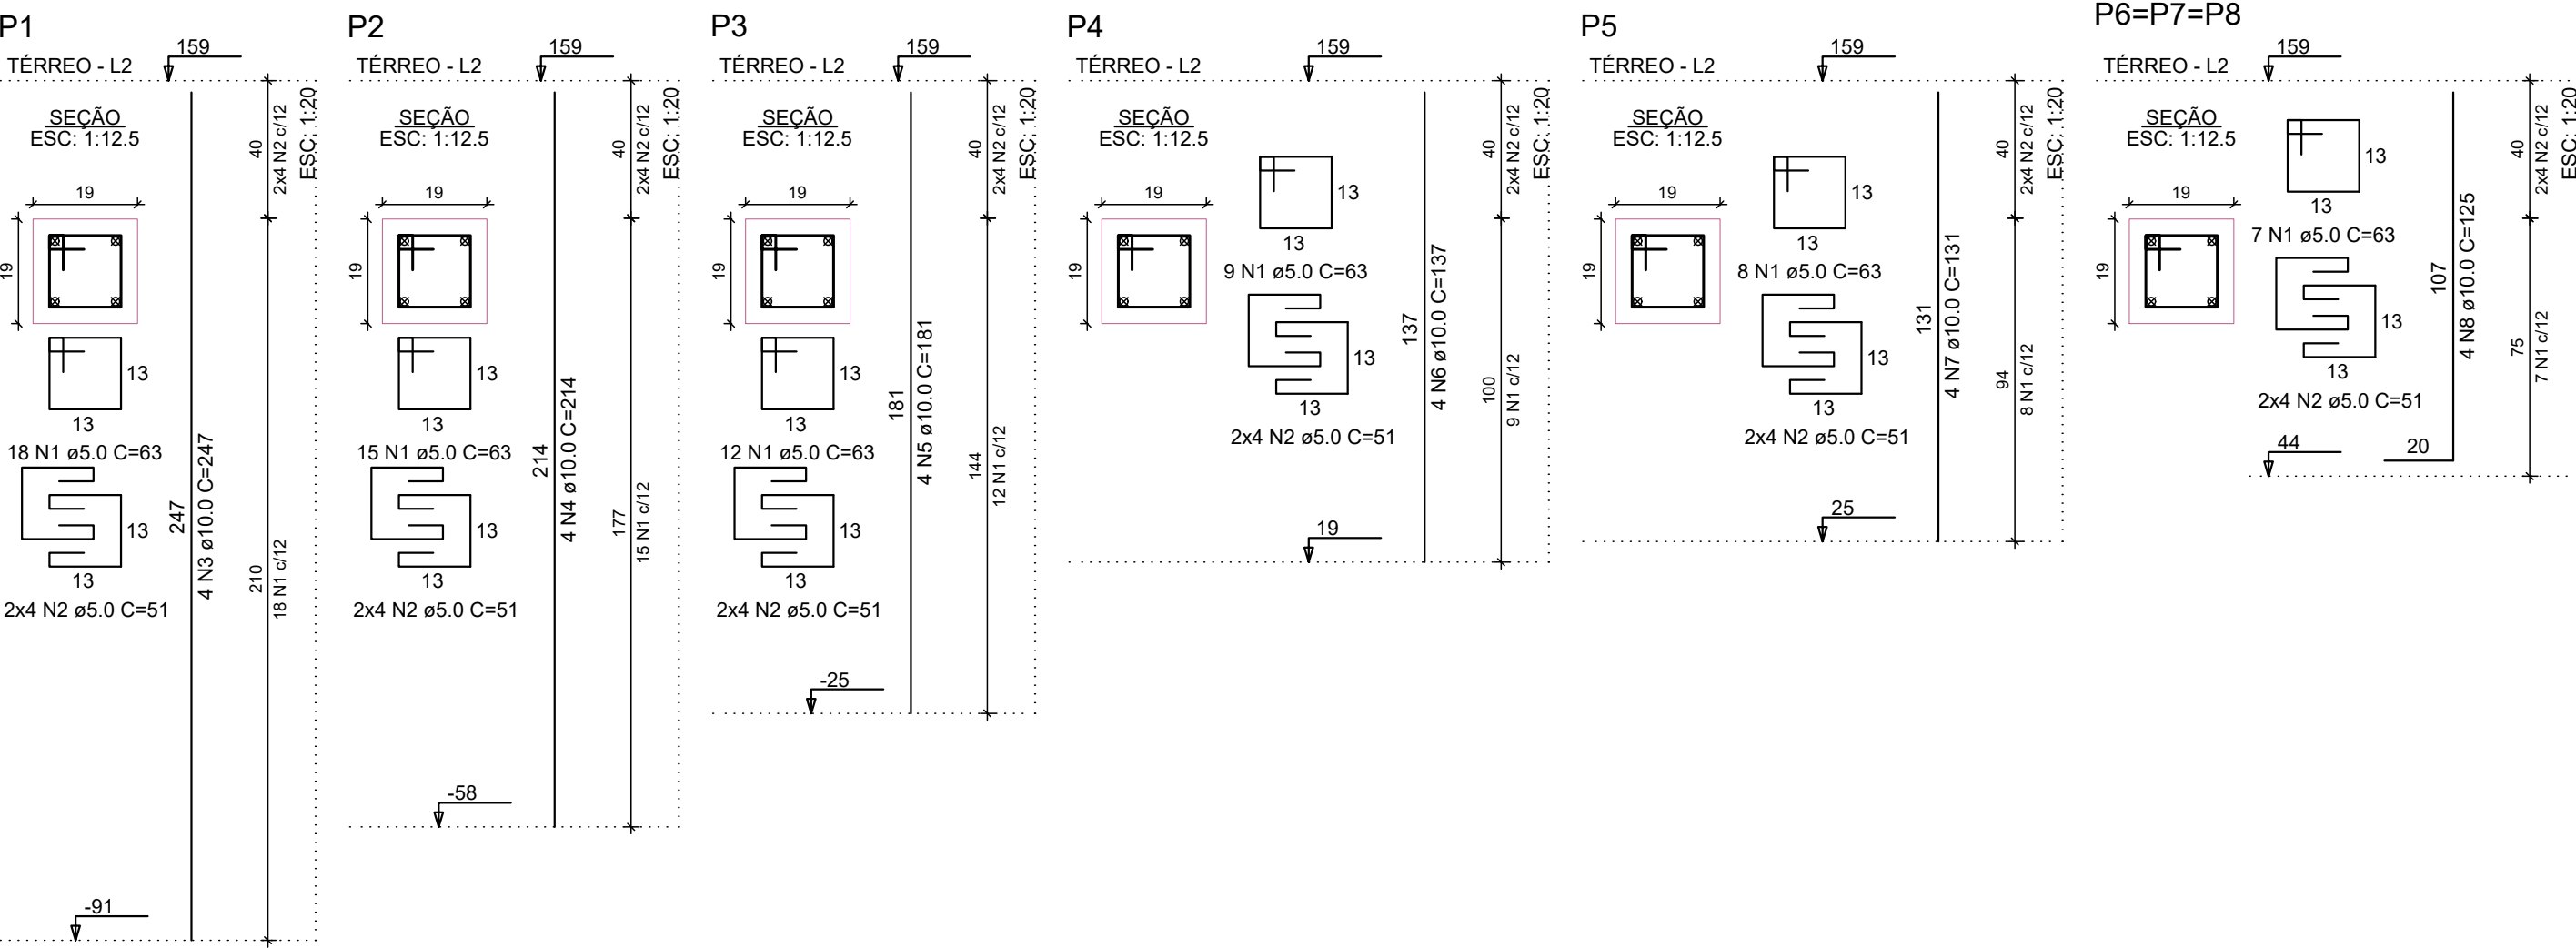 P1
TÉRREO - L2
159
SEÇÃO
ESC: 1:12.5
19
19
13
13
18 N1 ø5.0 C=63
13
13
2x4 N2 ø5.0 C=51
247
4 N3 ø10.0 C=247
40
2x4 N2 c/12
210
18 N1 c/12
ESC: 1:20
-91
P2
TÉRREO - L2
159
SEÇÃO
ESC: 1:12.5
19
19
13
13
15 N1 ø5.0 C=63
13
13
2x4 N2 ø5.0 C=51
214
4 N4 ø10.0 C=214
40
2x4 N2 c/12
177
15 N1 c/12
ESC: 1:20
-58
P3
TÉRREO - L2
159
SEÇÃO
ESC: 1:12.5
19
19
13
13
12 N1 ø5.0 C=63
13
13
2x4 N2 ø5.0 C=51
181
4 N5 ø10.0 C=181
40
2x4 N2 c/12
144
12 N1 c/12
ESC: 1:20
-25
P4
TÉRREO - L2
159
SEÇÃO
ESC: 1:12.5
19
19
13
13
9 N1 ø5.0 C=63
13
13
2x4 N2 ø5.0 C=51
137
4 N6 ø10.0 C=137
40
2x4 N2 c/12
100
9 N1 c/12
ESC: 1:20
19
P5
TÉRREO - L2
159
SEÇÃO
ESC: 1:12.5
19
19
13
13
8 N1 ø5.0 C=63
13
13
2x4 N2 ø5.0 C=51
131
4 N7 ø10.0 C=131
40
2x4 N2 c/12
94
8 N1 c/12
ESC: 1:20
25
P6=P7=P8
TÉRREO - L2
159
SEÇÃO
ESC: 1:12.5
19
19
13
13
7 N1 ø5.0 C=63
13
13
2x4 N2 ø5.0 C=51
107
4 N8 ø10.0 C=125
20
40
2x4 N2 c/12
75
7 N1 c/12
ESC: 1:20
44